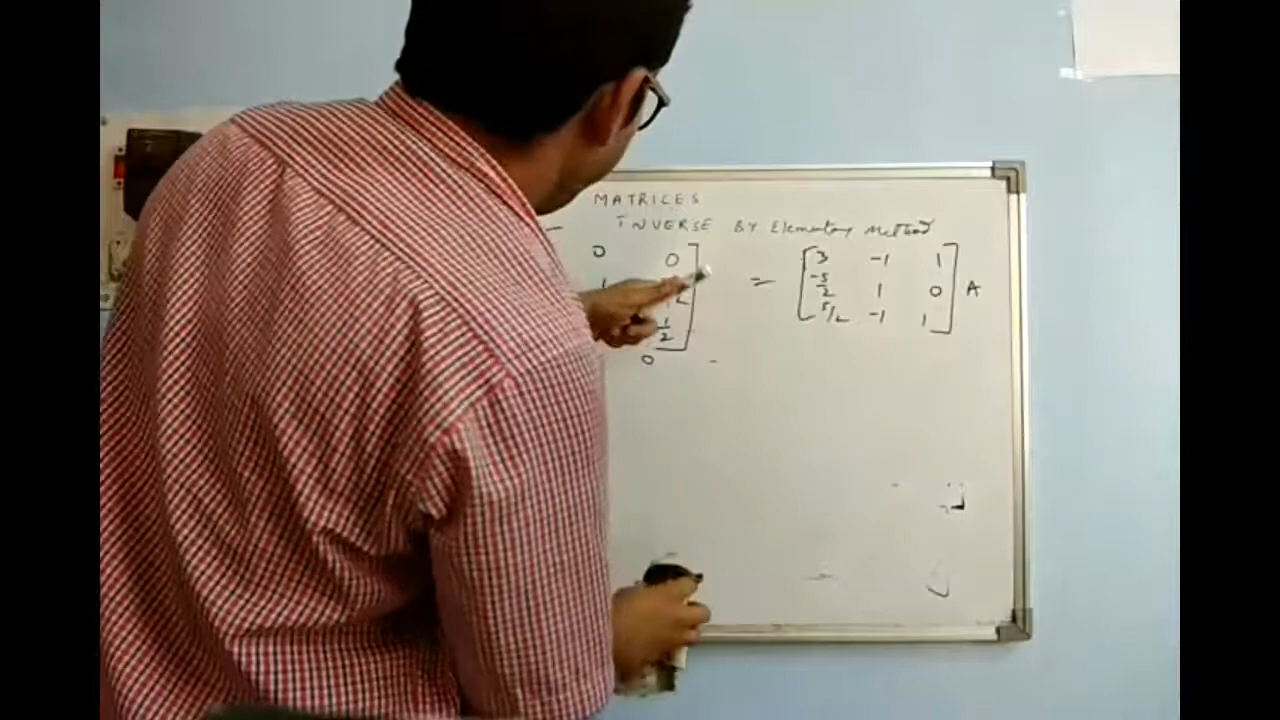 MATRICES
INVERSE BY Elementary Method
0 0 = 3 -1 1
1 -5/2 1 0 A
1/2 5/2 -1 1
0